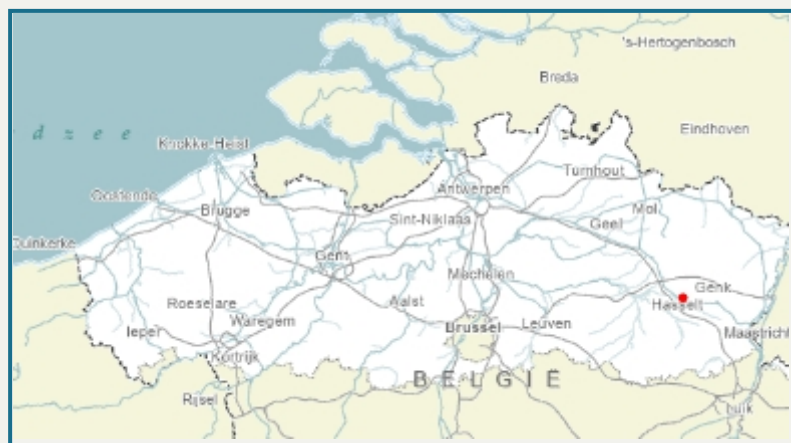 's-Hertogenbosch
Breda
d z e e
Eindhoven
Knokke-Heist
Turnhout
Antwerpen
Oostende
Mol
Brugge
Sint-Niklaas
Geel
Duinkerke
Gent
Mechelen
Genk
Roeselare
Aalst
Hasselt
Ieper
Waregem
Brussel
Leuven
Maastricht
Kortrijk
BELGIË
Rijsel
Luik